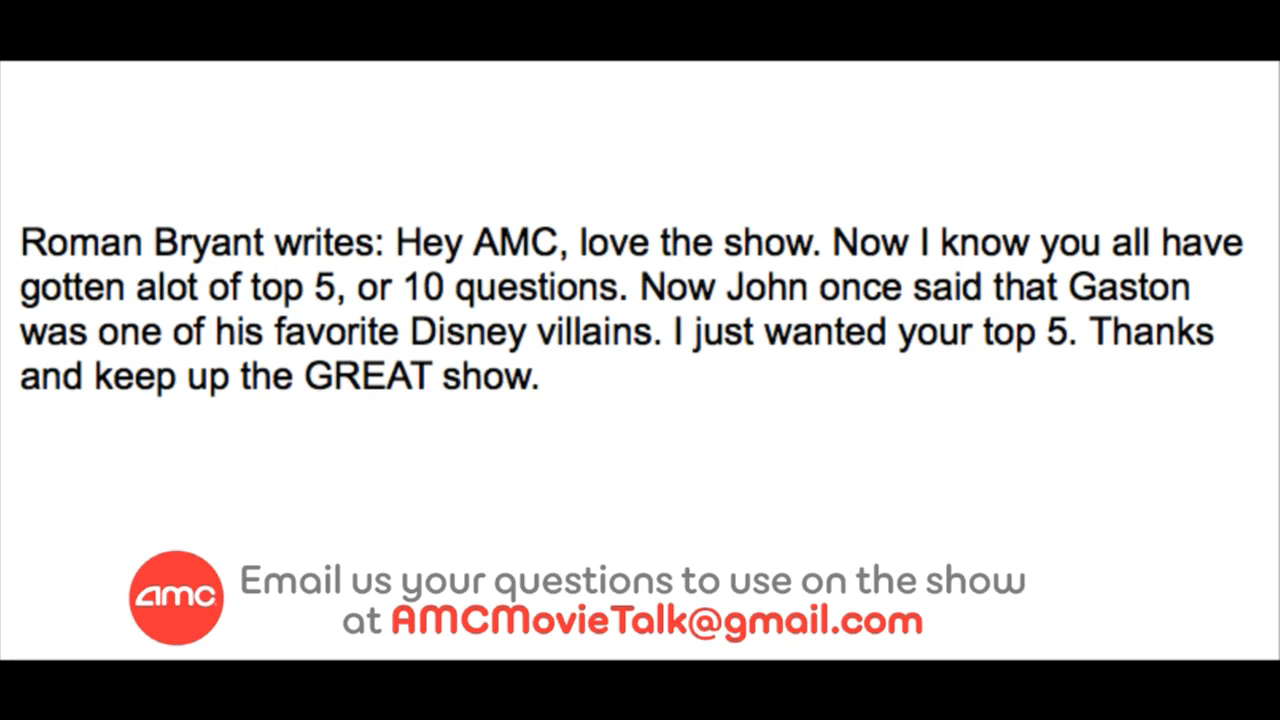 Roman Bryant writes: Hey AMC, love the show. Now I know you all have
gotten alot of top 5, or 10 questions. Now John once said that Gaston
was one of his favorite Disney villains. I just wanted your top 5. Thanks
and keep up the GREAT show.
amc
Email us your questions to use on the show
at AMCMovieTalk@gmail.com